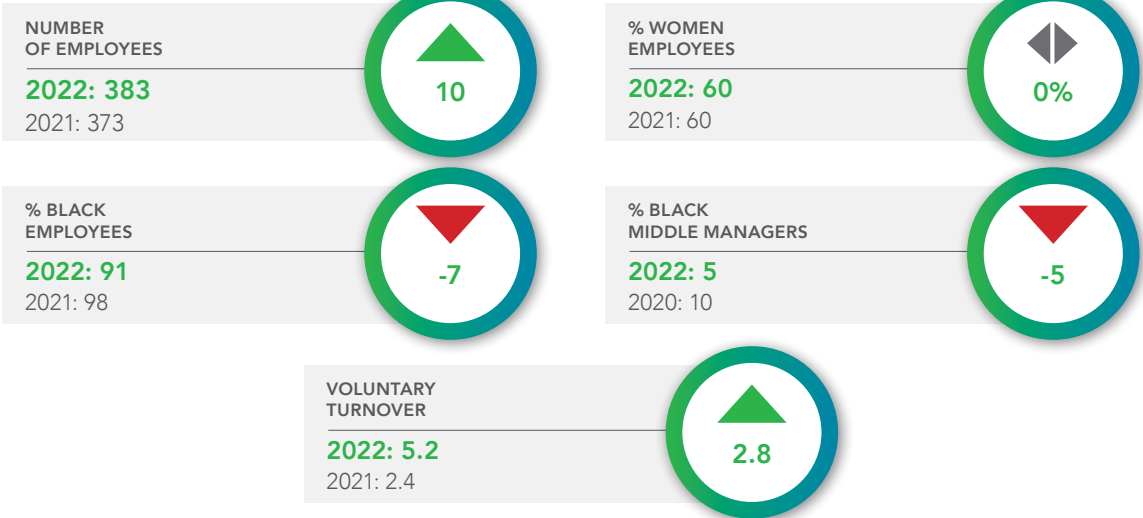 NUMBER
OF EMPLOYEES
2022: 383
2021: 373
10
% WOMEN
EMPLOYEES
2022: 60
2021: 60
0%
% BLACK
EMPLOYEES
2022: 91
2021: 98
-7
% BLACK
MIDDLE MANAGERS
2022: 5
2020: 10
-5
VOLUNTARY
TURNOVER
2022: 5.2
2021: 2.4
2.8